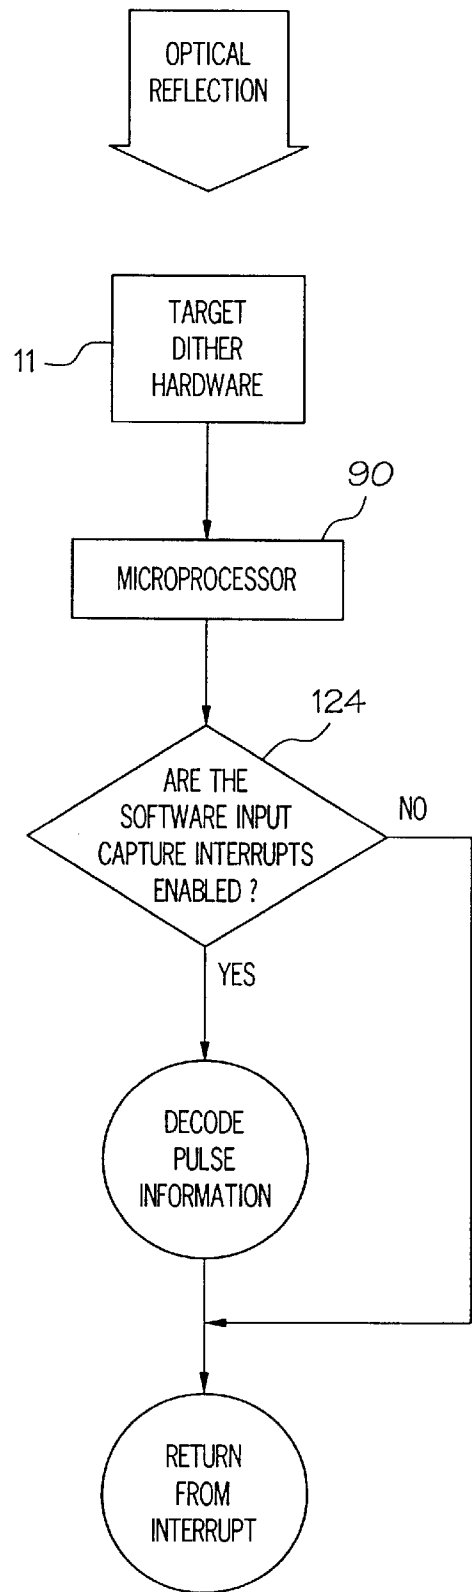 OPTICAL
REFLECTION
TARGET
DITHER
HARDWARE
11
90
MICROPROCESSOR
124
ARE THE
SOFTWARE INPUT
CAPTURE INTERRUPTS
ENABLED ?
NO
YES
DECODE
PULSE
INFORMATION
RETURN
FROM
INTERRUPT